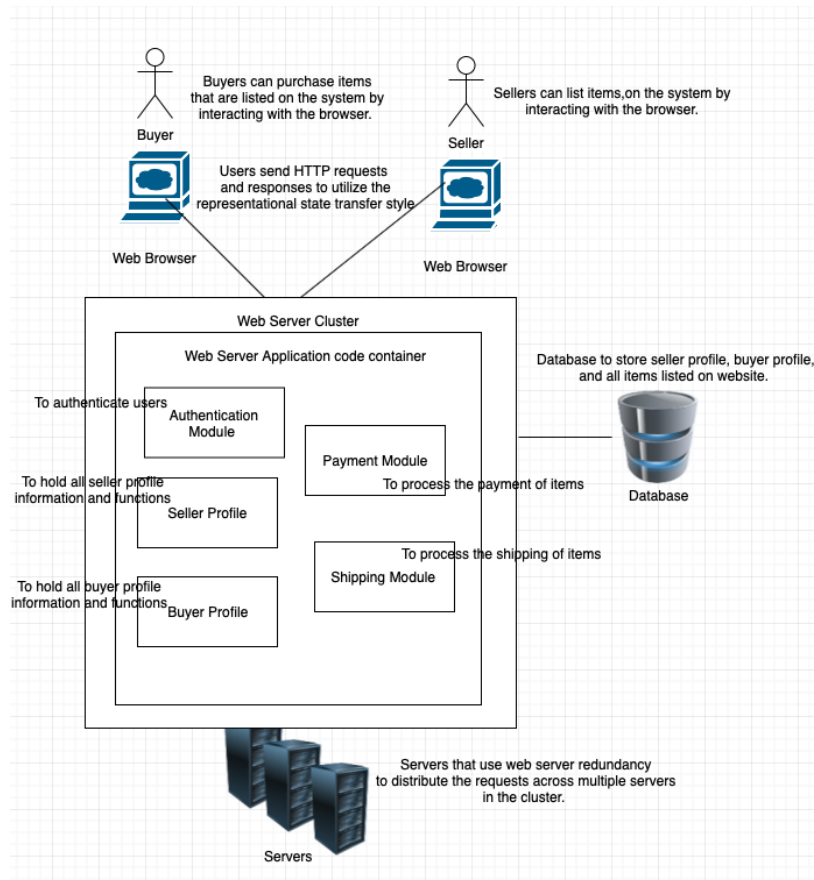 Buyers can purchase items
that are listed on the system by
interacting with the browser.
Buyer
Sellers can list items,on the system by
interacting with the browser.
Seller
Users send HTTP requests
and responses to utilize the
representational state transfer style
Web Browser
Web Browser
Web Server Cluster
Web Server Application code container
To authenticate users
Authentication
Module
Payment Module
To process the payment of items
To hold all seller profile
information and functions
Seller Profile
To process the shipping of items
Shipping Module
To hold all buyer profile
information and functions
Buyer Profile
Database to store seller profile, buyer profile,
and all items listed on website.
Database
Servers that use web server redundancy
to distribute the requests across multiple servers
in the cluster.
Servers